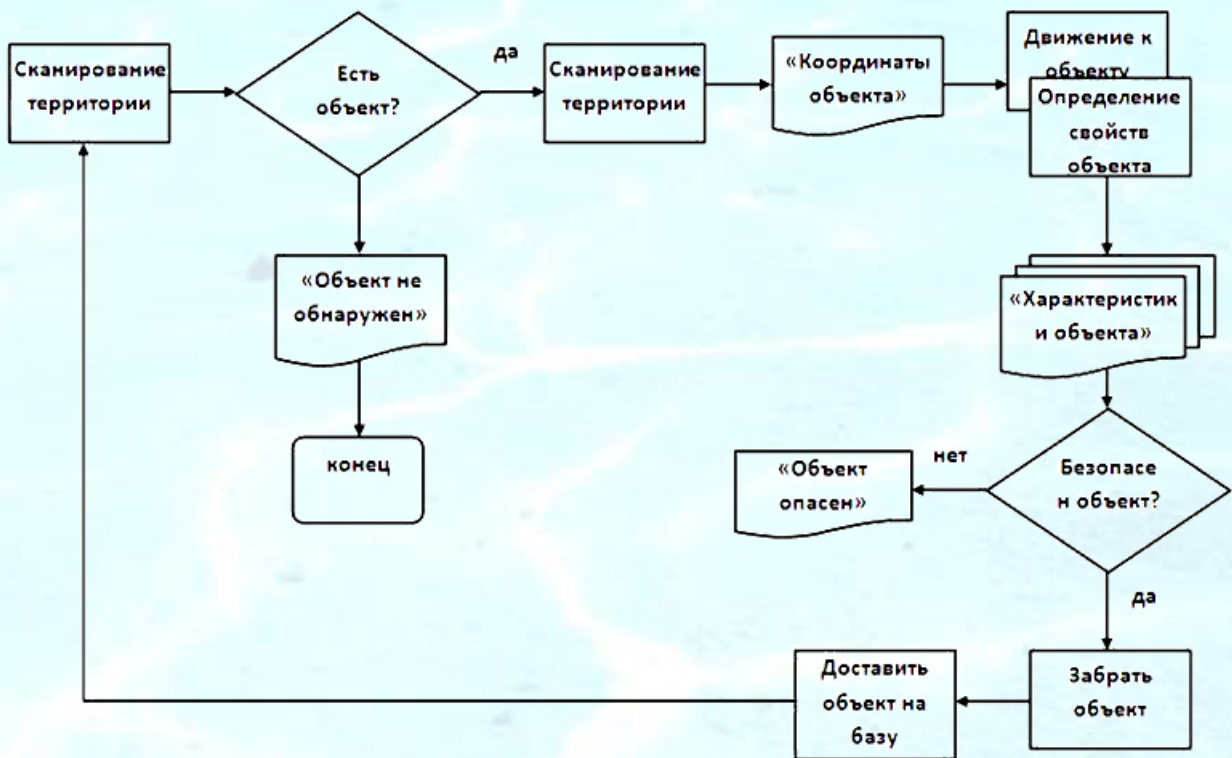 Сканирование
территории
Есть
объект?
да
Сканирование
территории
«Координаты
объекта»
Движение к
объекту
Определение
свойств
объекта
«Объект не
обнаружен»
конец
«Характеристик
и объекта»
Безопасе
н объект?
нет
«Объект
опасен»
да
Забрать
объект
Доставить
объект на
базу